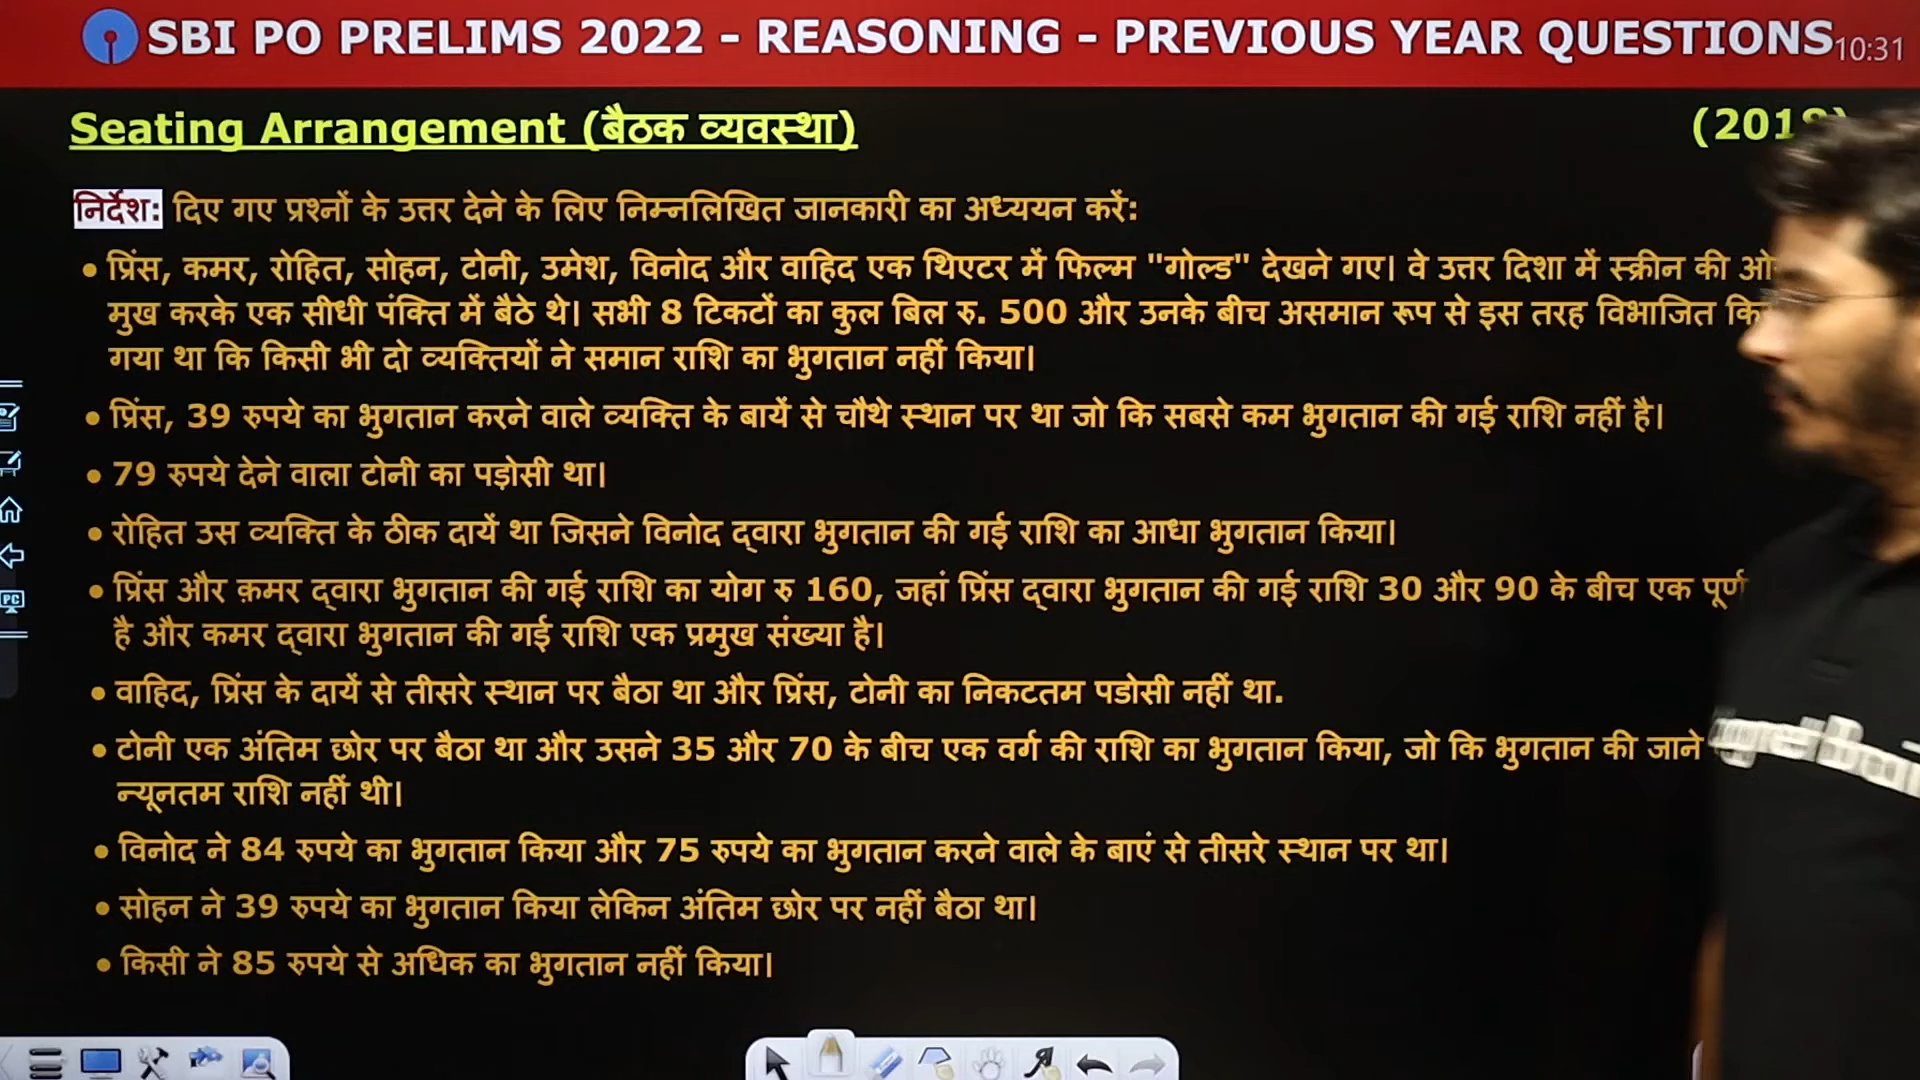 SBI PO PRELIMS 2022 - REASONING - PREVIOUS YEAR QUESTIONS
10:31
Seating Arrangement (बैठक व्यवस्था)
निर्देश: दिए गए प्रश्नों के उत्तर देने के लिए निम्नलिखित जानकारी का अध्ययन करें:
• प्रिंस, कमर, रोहित, सोहन, टोनी, उमेश, विनोद और वाहिद एक थिएटर में फिल्म "गोल्ड" देखने गए। वे उत्तर दिशा में स्क्रीन की
मुख करके एक सीधी पंक्ति में बैठे थे। सभी 8 टिकटों का कुल बिल रु. 500 और उनके बीच असमान रूप से इस तरह विभाजित
गया था कि किसी भी दो व्यक्तियों ने समान राशि का भुगतान नहीं किया।
• प्रिंस, 39 रुपये का भुगतान करने वाले व्यक्ति के बायें से चौथे स्थान पर था जो कि सबसे कम भुगतान की गई राशि नहीं है।
• 79 रुपये देने वाला टोनी का पड़ोसी था।
• रोहित उस व्यक्ति के ठीक दायें था जिसने विनोद द्वारा भुगतान की गई राशि का आधा भुगतान किया।
• प्रिंस और क़मर द्वारा भुगतान की गई राशि का योग रु 160, जहां प्रिंस द्वारा भुगतान की गई राशि 30 और 90 के बीच एक पूर्ण
है और कमर द्वारा भुगतान की गई राशि एक प्रमुख संख्या है।
• वाहिद, प्रिंस के दायें से तीसरे स्थान पर बैठा था और प्रिंस, टोनी का निकटतम पडोसी नहीं था.
• टोनी एक अंतिम छोर पर बैठा था और उसने 35 और 70 के बीच एक वर्ग की राशि का भुगतान किया, जो कि भुगतान की जाने
न्यूनतम राशि नहीं थी।
• विनोद ने 84 रुपये का भुगतान किया और 75 रुपये का भुगतान करने वाले के बाएं से तीसरे स्थान पर था।
• सोहन ने 39 रुपये का भुगतान किया लेकिन अंतिम छोर पर नहीं बैठा था।
• किसी ने 85 रुपये से अधिक का भुगतान नहीं किया।